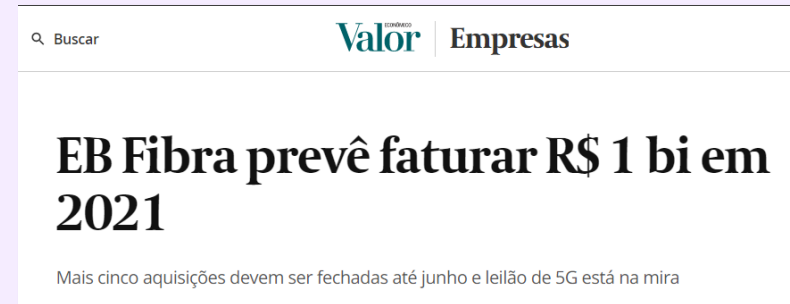 Buscar
Valor ECONÔMICO
Empresas
EB Fibra prevê faturar R$ 1 bi em
2021
Mais cinco aquisições devem ser fechadas até junho e leilão de 5G está na mira